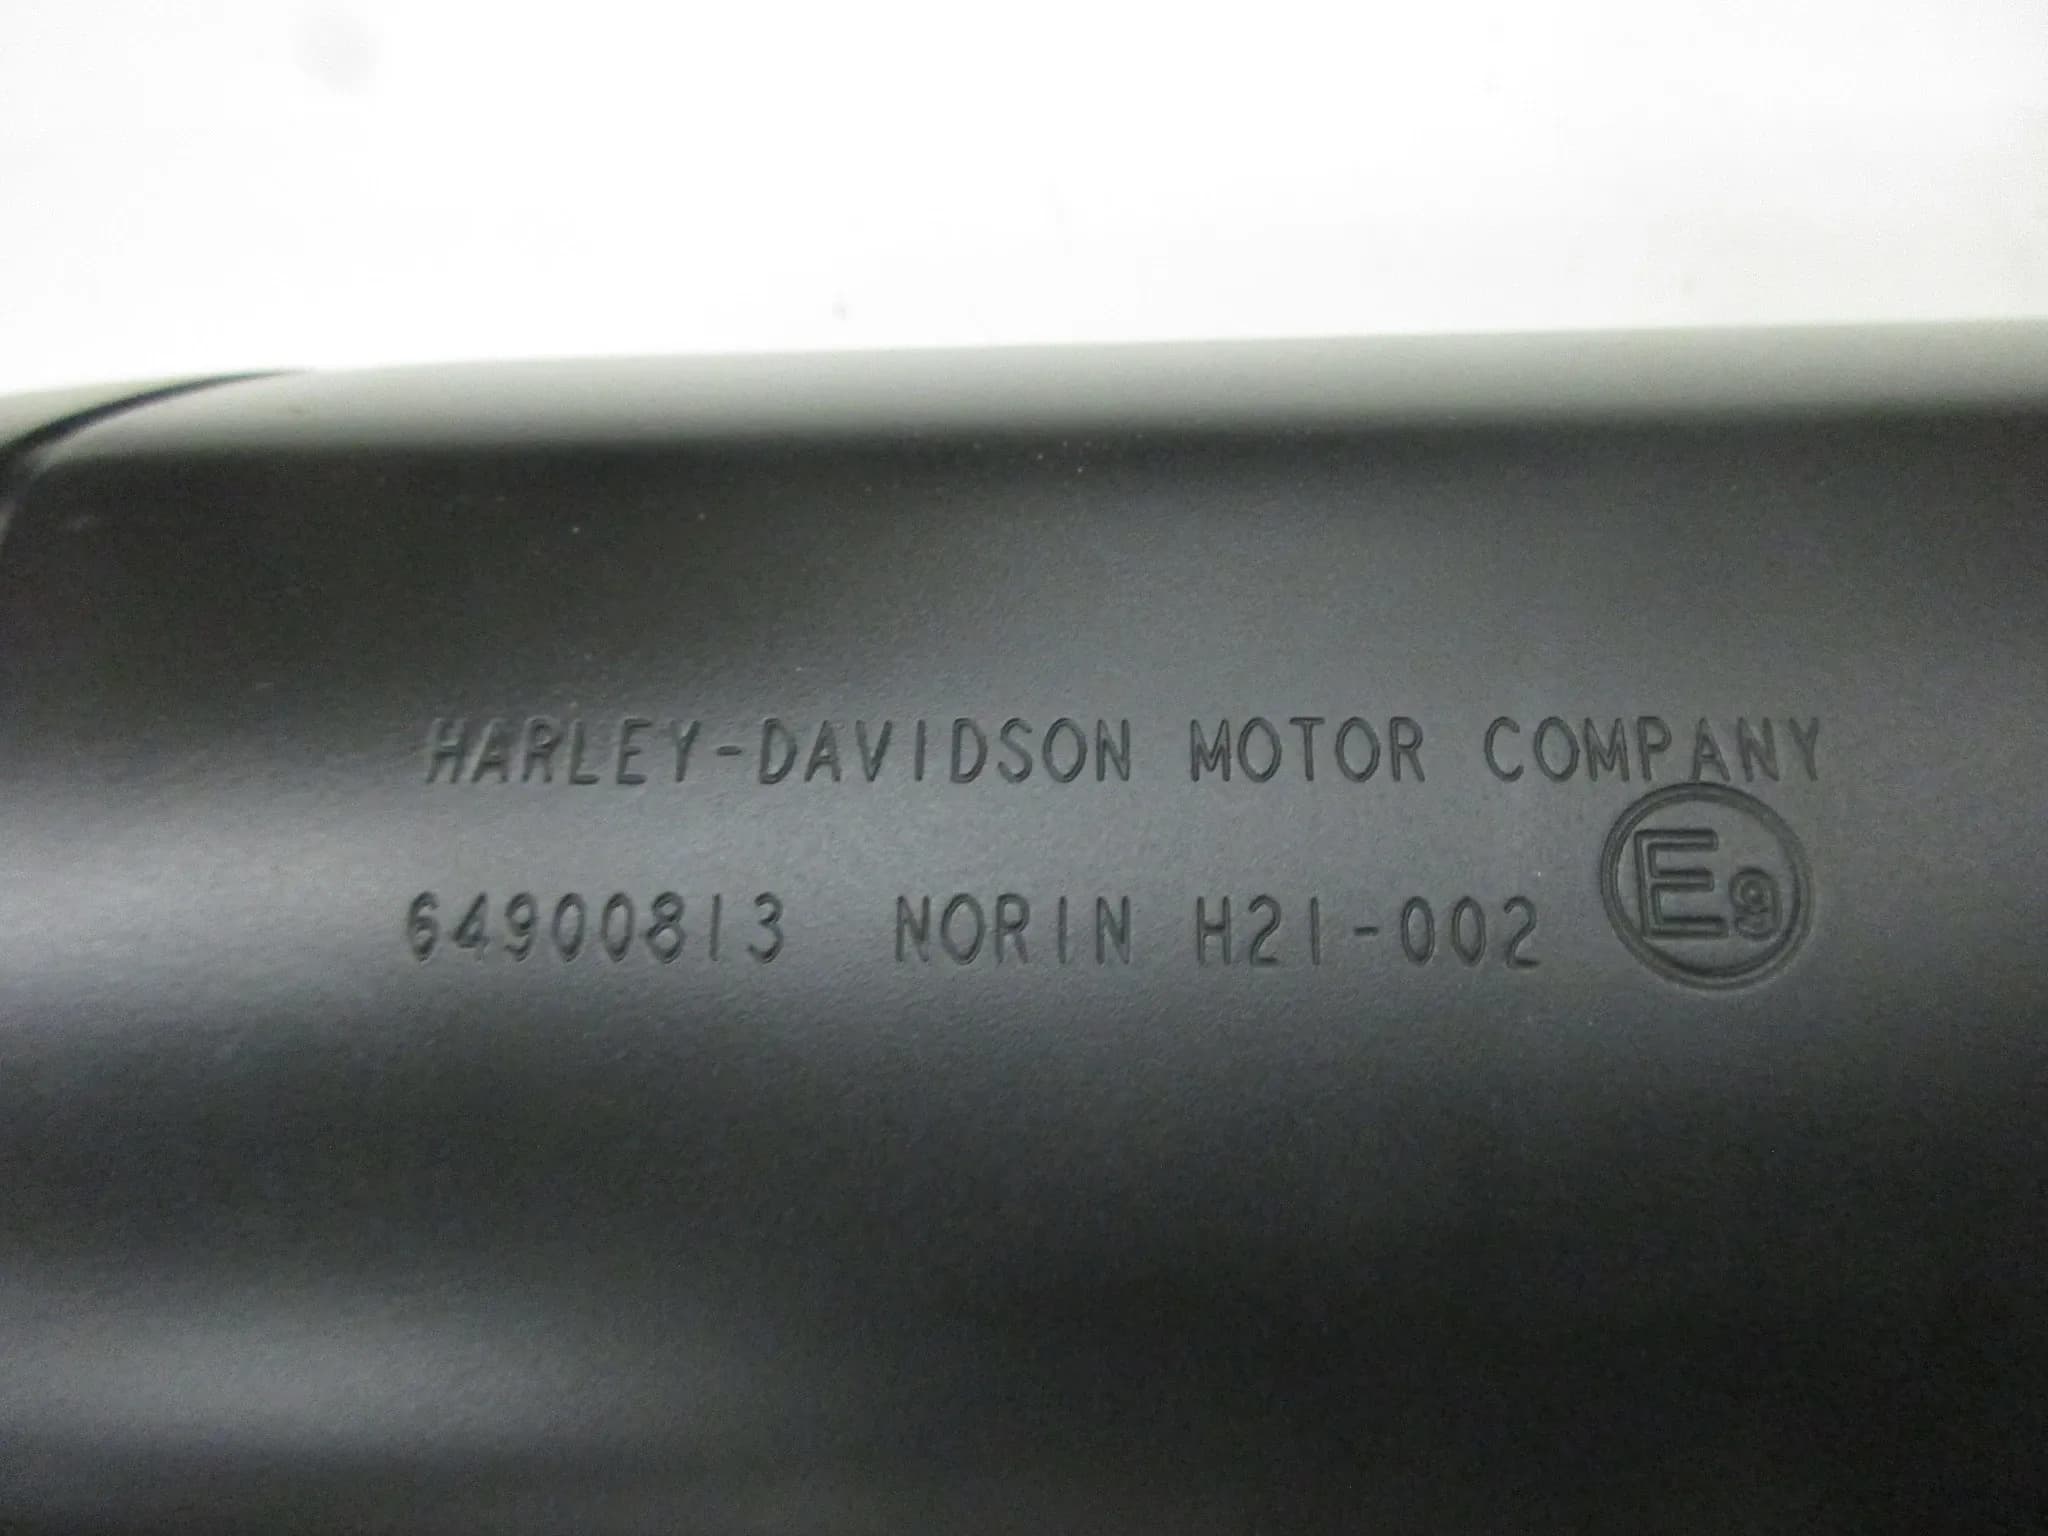 HARLEY-DAVIDSON MOTOR COMPANY
64900813 NORIN H21-002 E9